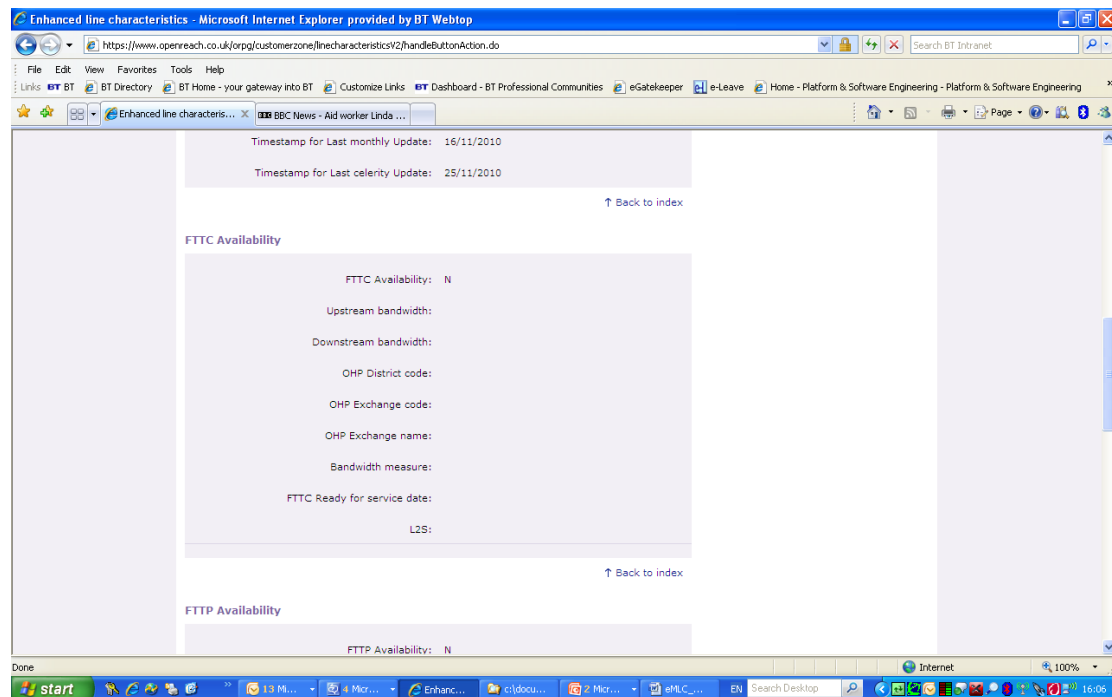 Enhanced line characteristics - Microsoft Internet Explorer provided by BT Webtop
https://www.openreach.co.uk/orpg/customerzone/linecharacteristicsV2/handleButtonAction.do
Search BT Intranet
File Edit View Favorites Tools Help
Links BT BT BT Directory BT Home - your gateway into BT Customize Links BT Dashboard - BT Professional Communities eGatekeeper e-Leave Home - Platform & Software Engineering - Platform & Software Engineering »
Enhanced line characteris... BBC News - Aid worker Linda ... Page
Timestamp for Last monthly Update: 16/11/2010
Timestamp for Last celerity Update: 25/11/2010
↑ Back to index
FTTC Availability
FTTC Availability: N
Upstream bandwidth:
Downstream bandwidth:
OHP District code:
OHP Exchange code:
OHP Exchange name:
Bandwidth measure:
FTTC Ready for service date:
L2S:
↑ Back to index
FTTP Availability
FTTP Availability: N
Done Internet 100%
start » 13 Mi... 4 Micr... Enhanc... c:\docu... 2 Micr... eMLC_... EN Search Desktop 16:06